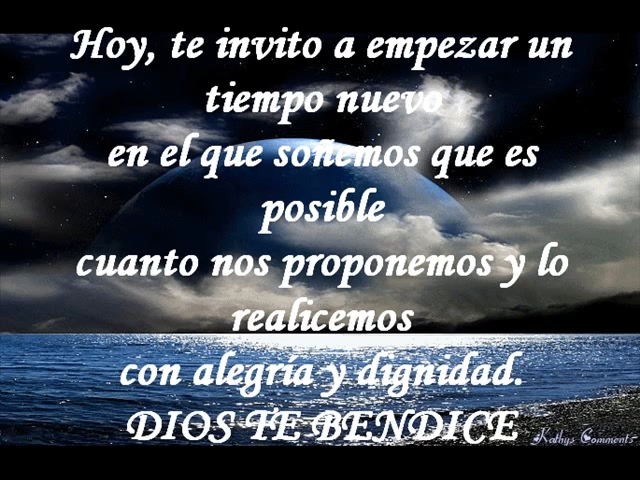 Hoy, te invito a empezar un
tiempo nuevo
en el que soñemos que es
posible
cuanto nos proponemos y lo
realicemos
con alegría y dignidad.
DIOS TE BENDICE
Kathys Comments